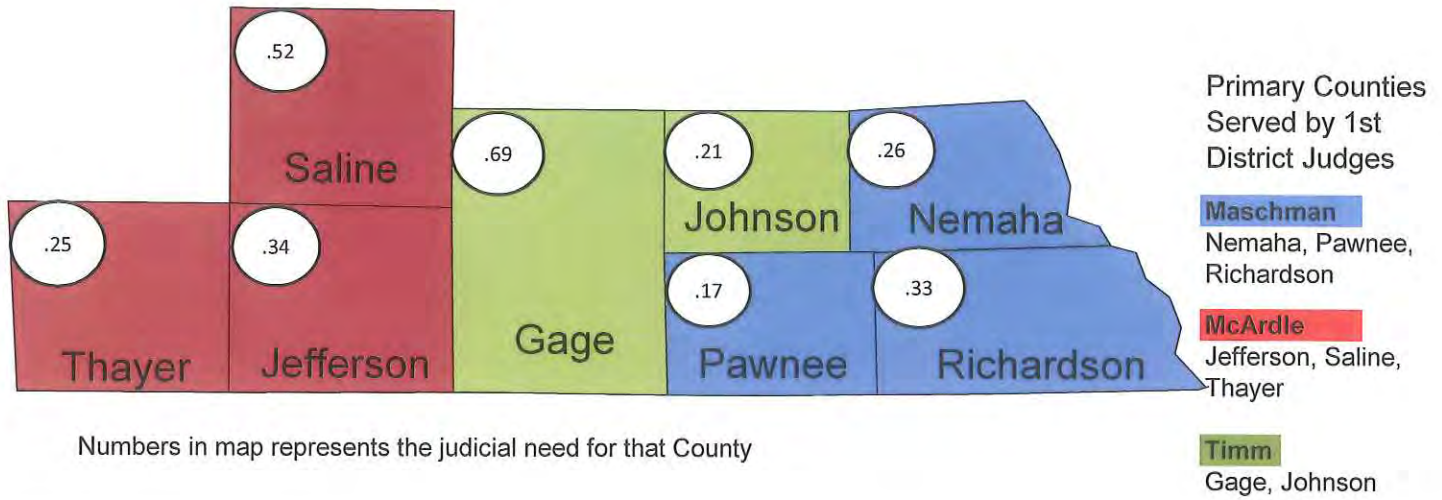 .52
Saline
.69
.21
.26
Johnson
Nemaha
.25
.34
.17
.33
Thayer
Jefferson
Gage
Pawnee
Richardson
Numbers in map represents the judicial need for that County
Primary Counties
Served by 1st
District Judges
Maschman
Nemaha, Pawnee,
Richardson
McArdle
Jefferson, Saline,
Thayer
Timm
Gage, Johnson